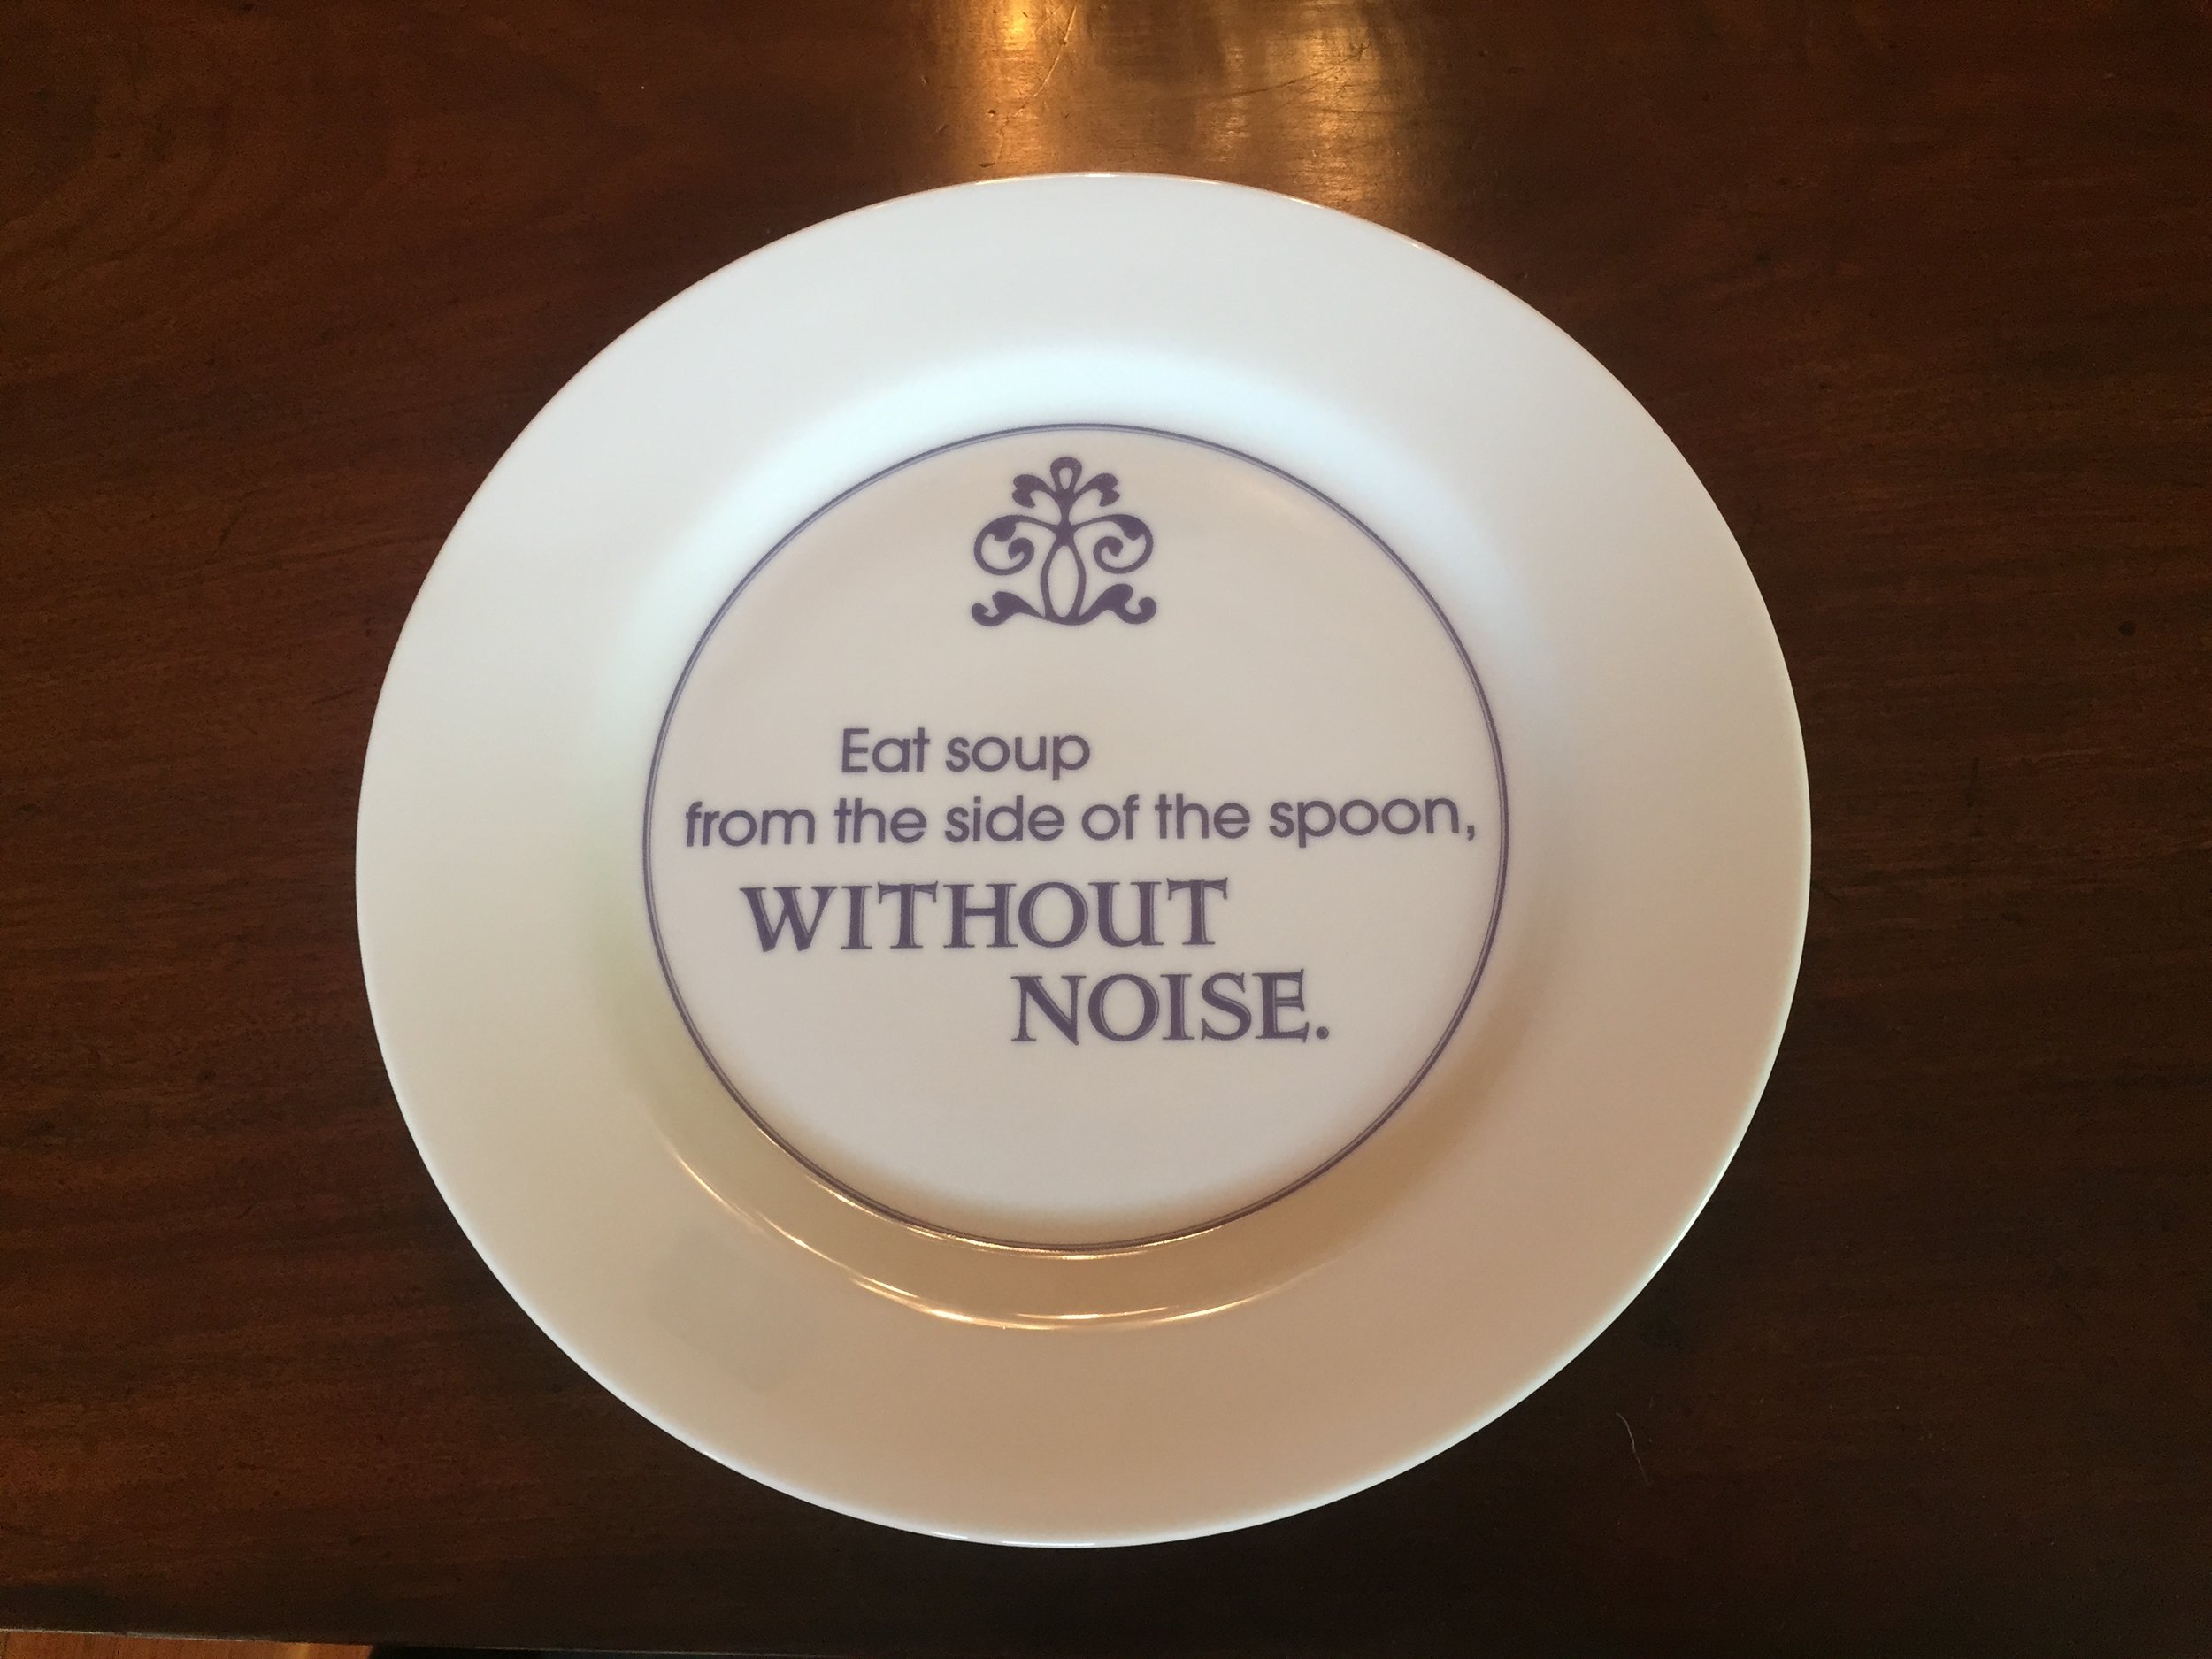 Eat soup
from the side of the spoon,
WITHOUT
NOISE.